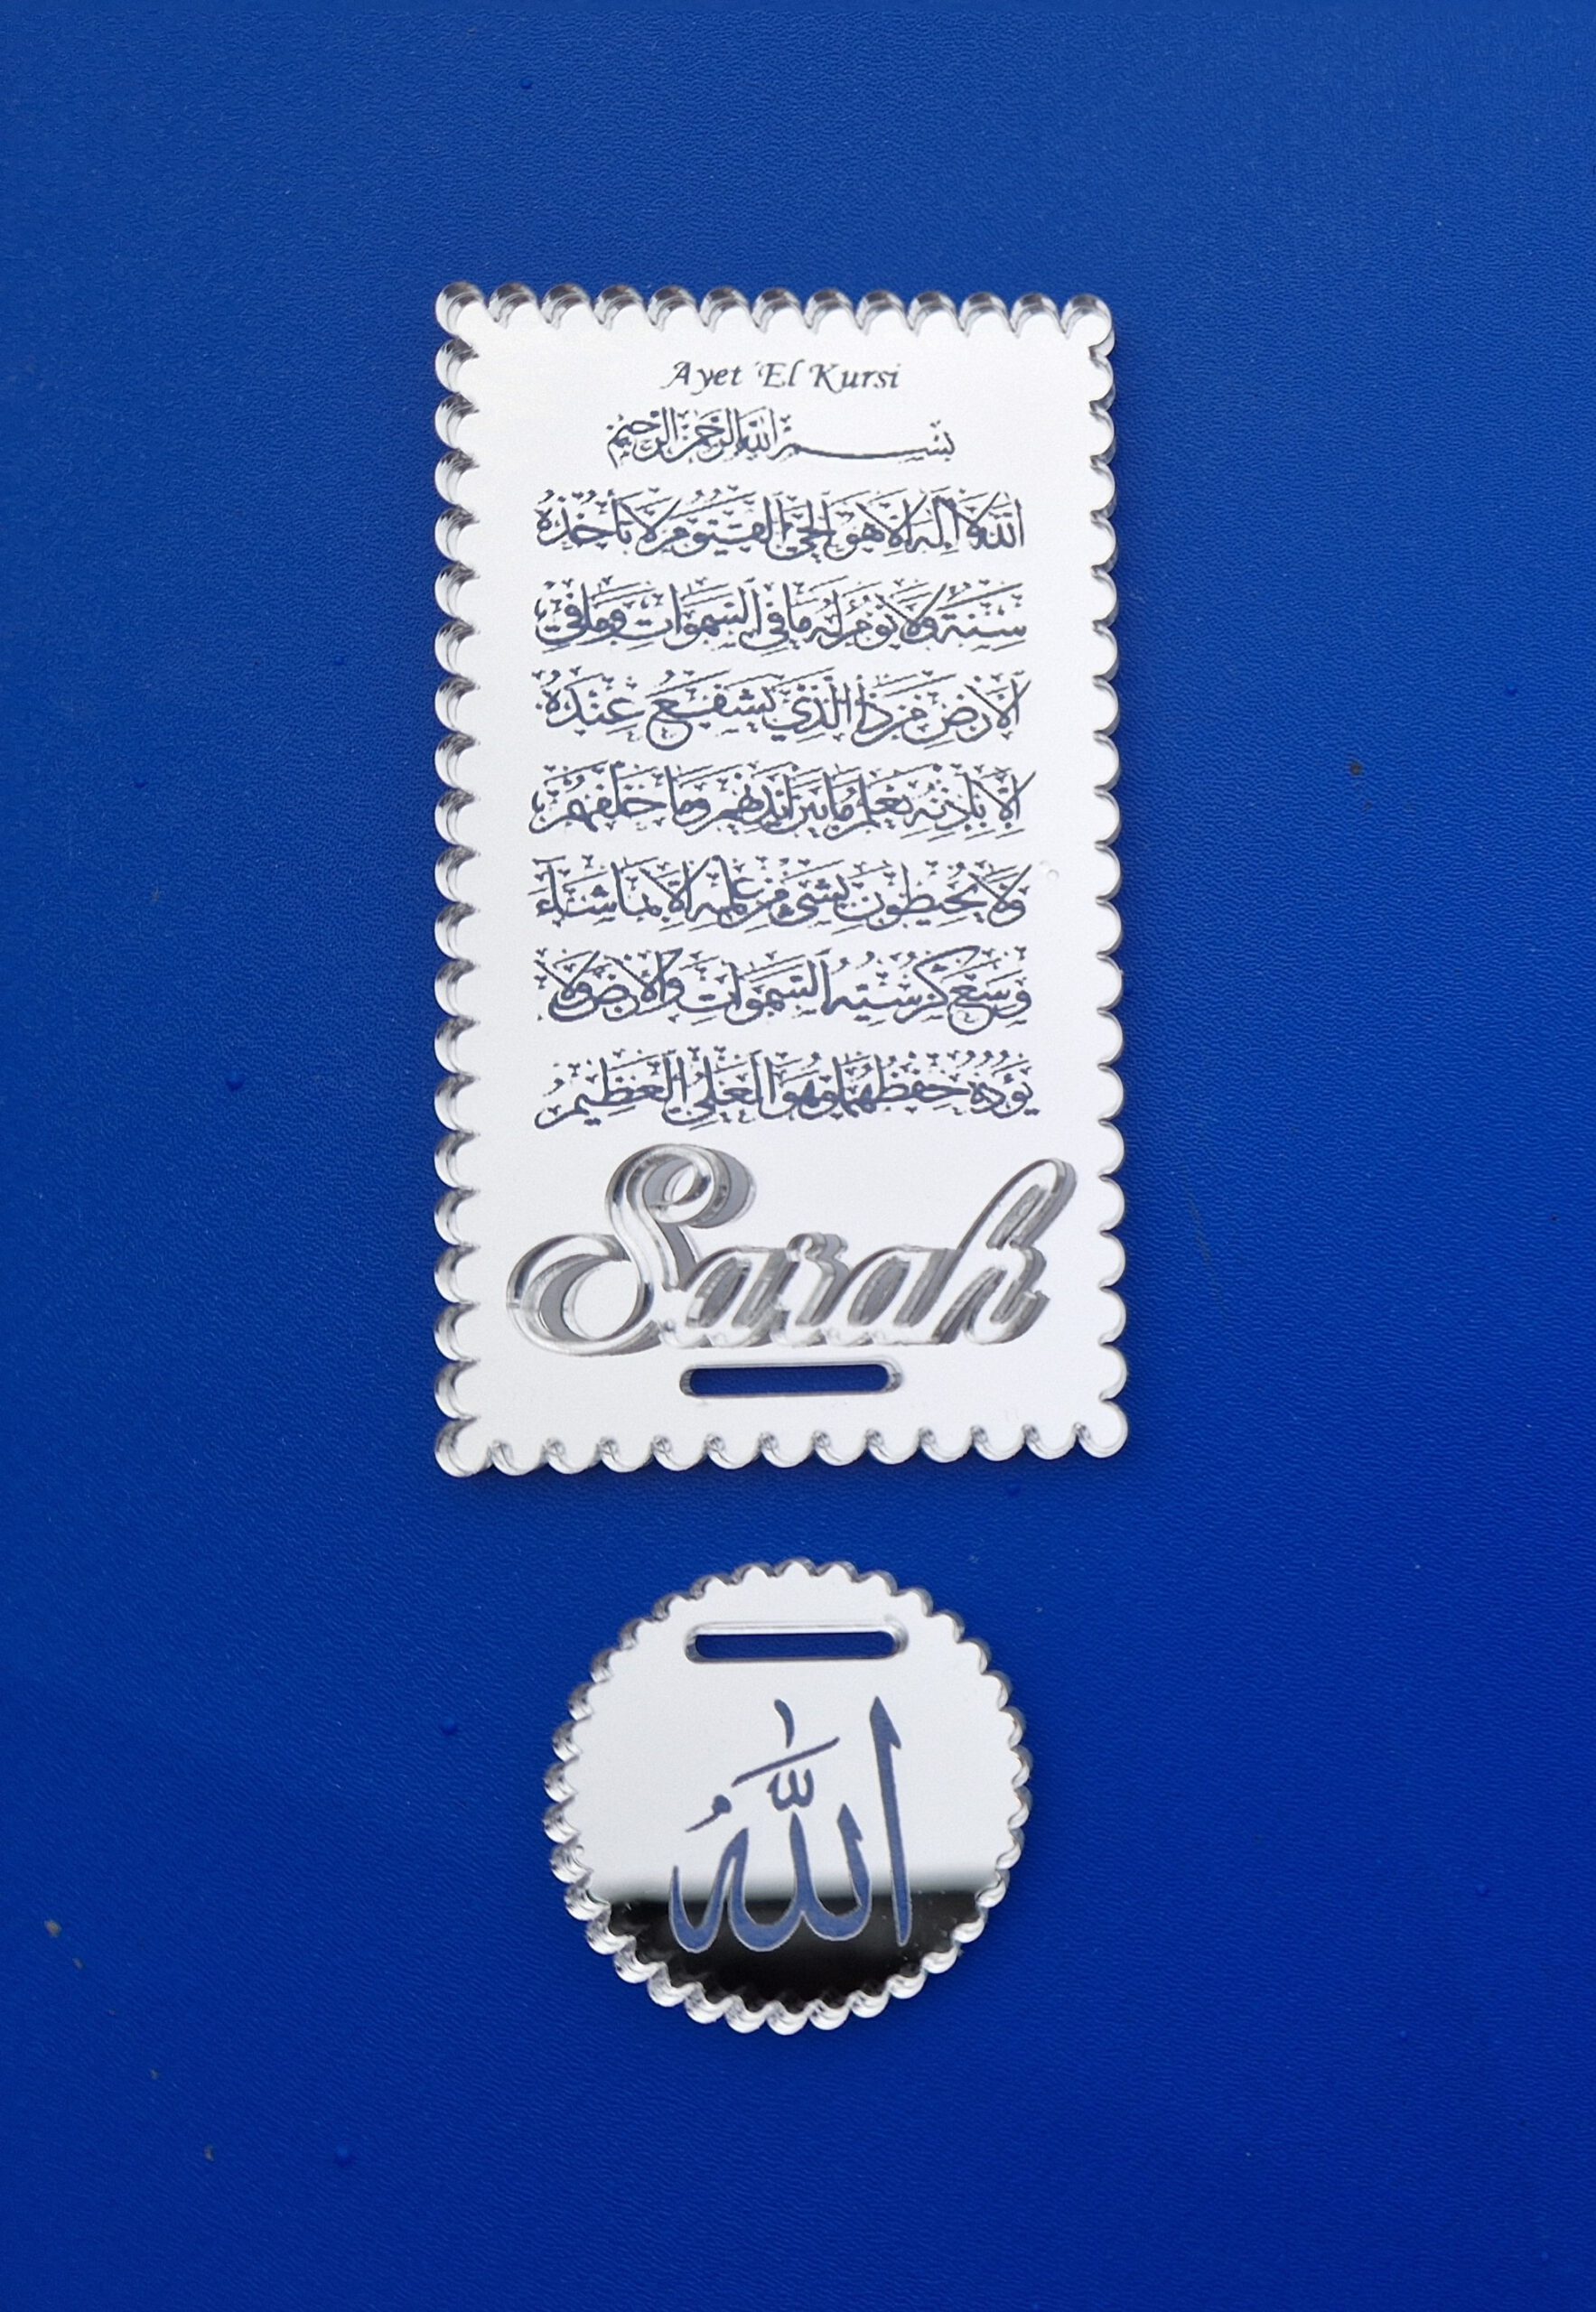 Ayet 'El Kursi
بسم الله الرحمن الرحيم
الله لا إله إلا هو الحي القيوم لا تأخذه
سنة ولا نوم له ما في السموات وما في
الأرض من ذا الذي يشفع عنده
إلا بإذنه يعلم ما بين أيديهم وما خلفهم
ولا يحيطون بشيء من علمه إلا بما شاء
وسع كرسيه السموات والأرض ولا
يؤده حفظهما وهو العلي العظيم
Sarah
الله